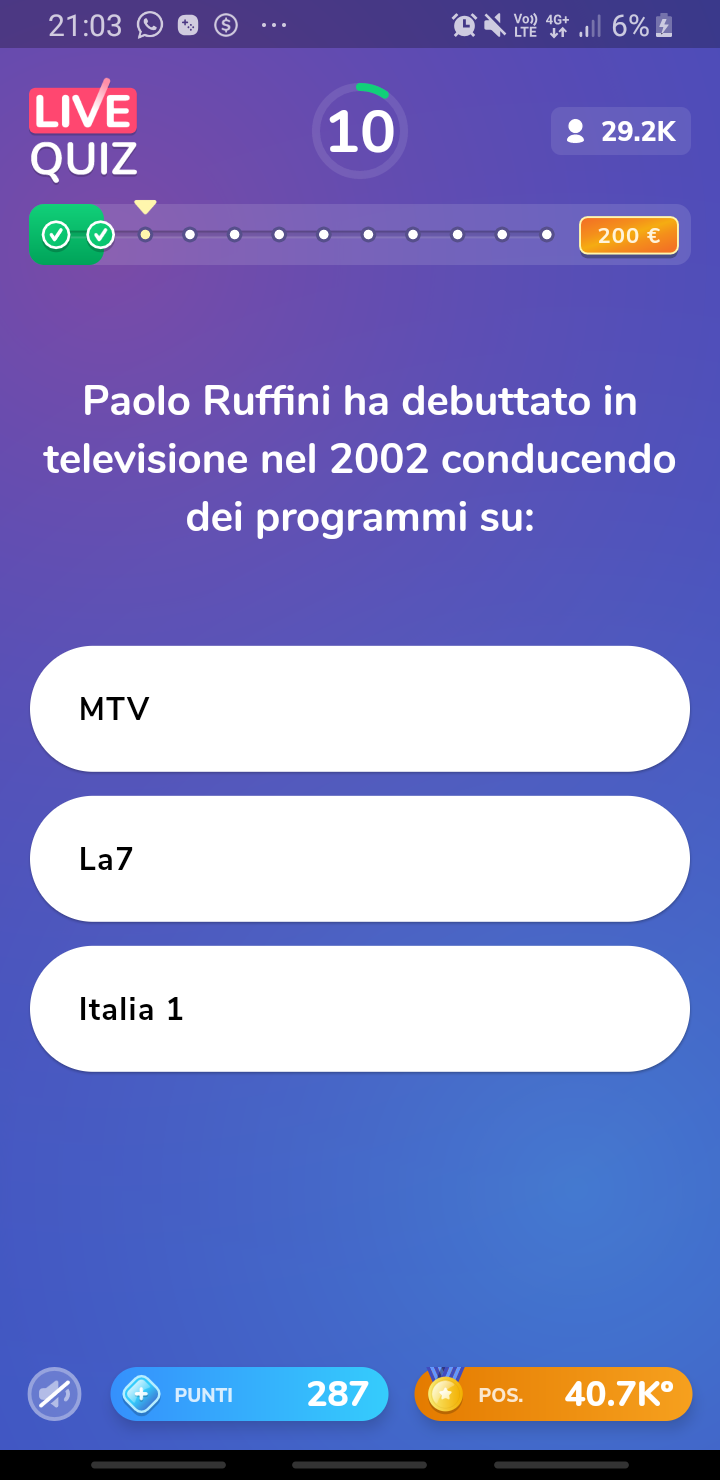 21:03
Vo)) LTE 4G+ 6%
LIVE
QUIZ
10
29.2K
200 €
Paolo Ruffini ha debuttato in
televisione nel 2002 conducendo
dei programmi su:
MTV
La7
Italia 1
PUNTI 287
POS. 40.7K°